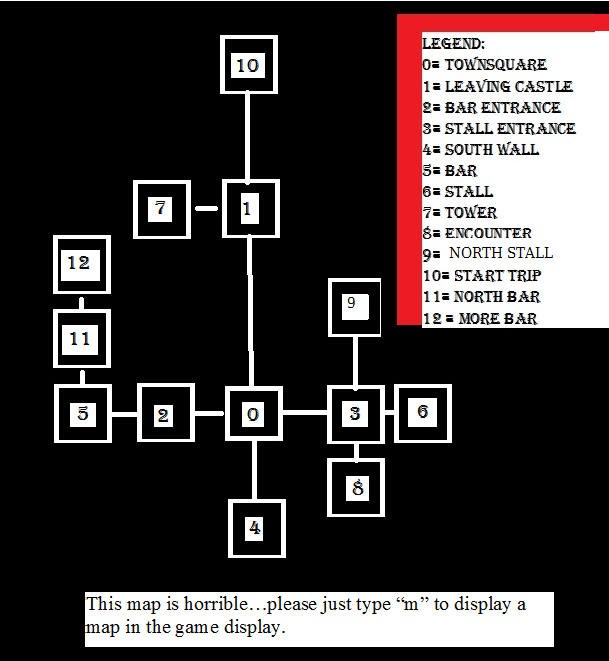 10
LEGEND:
0= TOWNSQUARE
1= LEAVING CASTLE
2= BAR ENTRANCE
3= STALL ENTRANCE
4= SOUTH WALL
5= BAR
6= STALL
7= TOWER
8= ENCOUNTER
9= NORTH STALL
10= START TRIP
11= NORTH BAR
12 = MORE BAR
7 1
12
9
11
5 2 0 3 6
8
4
This map is horrible…please just type “m” to display a
map in the game display.